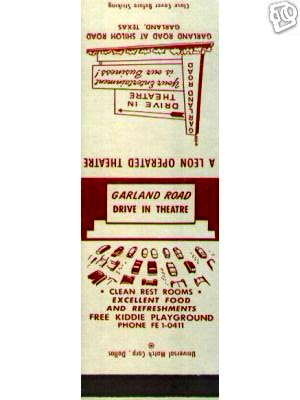 Close Cover Before Striking
GARLAND ROAD AT SHILOH ROAD
GARLAND, TEXAS
GARLAND ROAD
DRIVE IN
THEATRE
Your Entertainment
is our Business!
A LEON OPERATED THEATRE
GARLAND ROAD
DRIVE IN THEATRE
• CLEAN REST ROOMS •
EXCELLENT FOOD
AND REFRESHMENTS
FREE KIDDIE PLAYGROUND
PHONE FE 1-0411
Universal Match Corp., Dallas